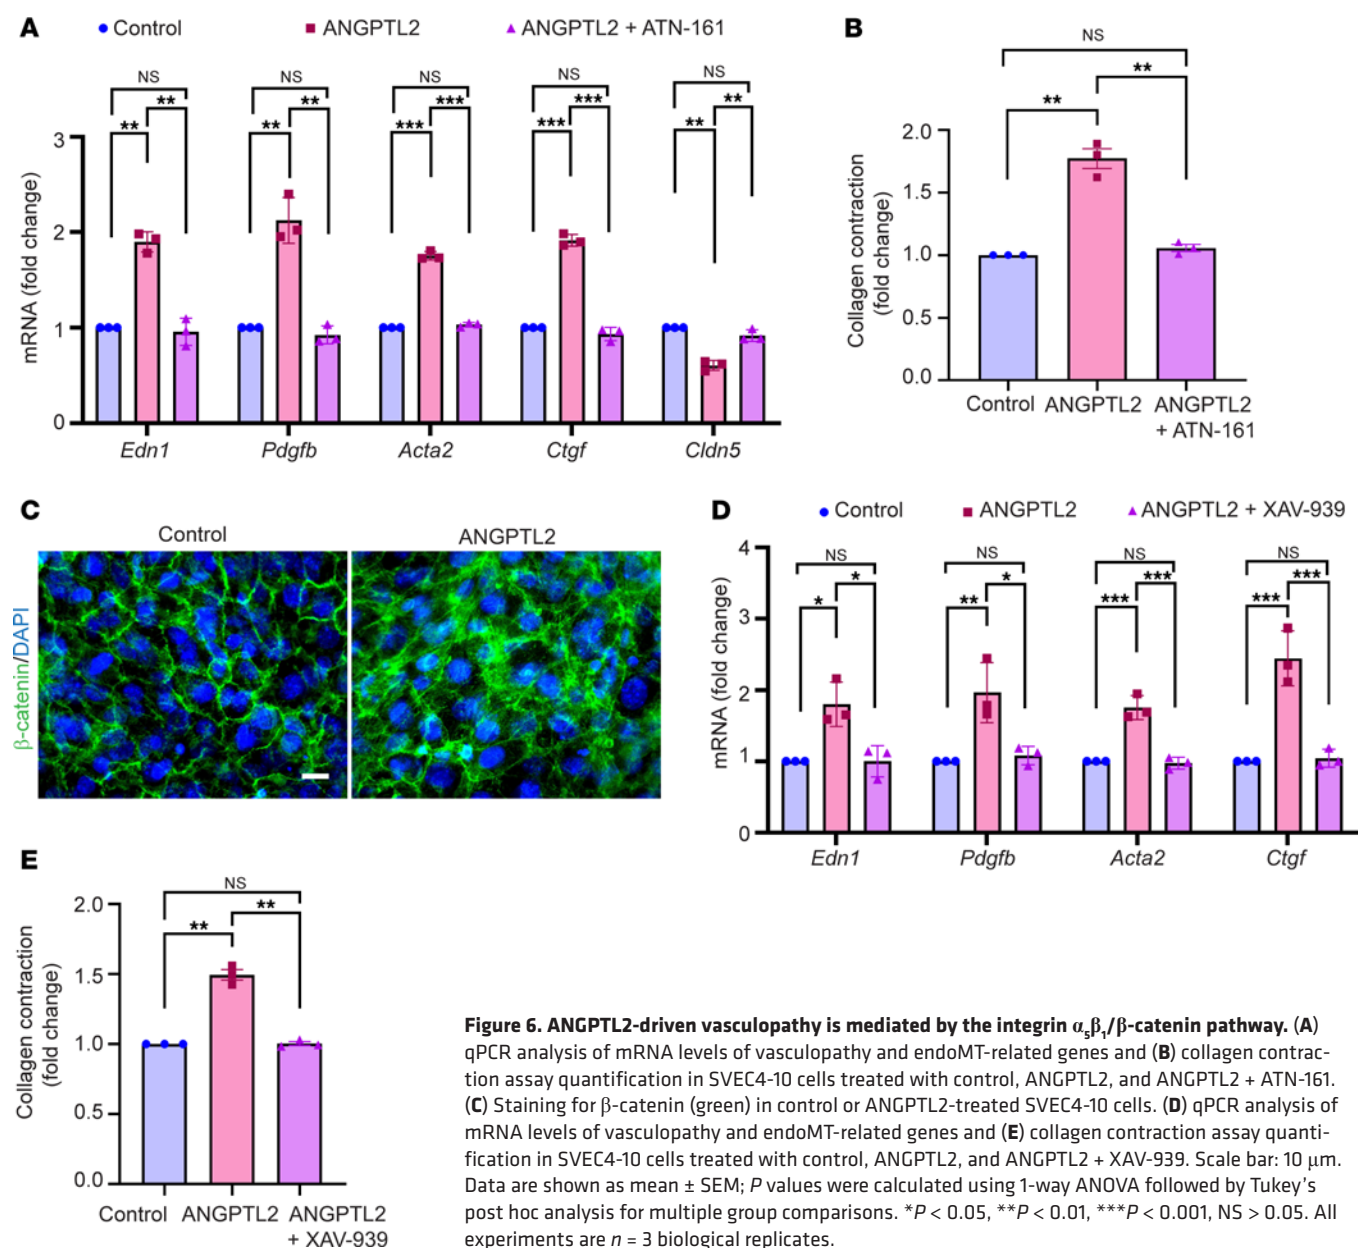 A
Control
ANGPTL2
ANGPTL2 + ATN-161
NS
NS
NS
NS
NS
**
**
**
**
***
***
***
***
**
**
mRNA (fold change)
3
2
1
0
Edn1
Pdgfb
Acta2
Ctgf
Cldn5
B
NS
**
**
Collagen contraction
(fold change)
2.0
1.5
1.0
0.5
0.0
Control
ANGPTL2
ANGPTL2
+ ATN-161
C
Control
ANGPTL2
β-catenin/DAPI
D
Control
ANGPTL2
ANGPTL2 + XAV-939
NS
NS
NS
NS
*
*
**
*
***
***
***
***
mRNA (fold change)
4
3
2
1
0
Edn1
Pdgfb
Acta2
Ctgf
E
NS
**
**
Collagen contraction
(fold change)
2.0
1.5
1.0
0.5
0.0
Control
ANGPTL2
ANGPTL2
+ XAV-939
Figure 6. ANGPTL2-driven vasculopathy is mediated by the integrin α₅β₁/β-catenin pathway. (A)
qPCR analysis of mRNA levels of vasculopathy and endoMT-related genes and (B) collagen contrac-
tion assay quantification in SVEC4-10 cells treated with control, ANGPTL2, and ANGPTL2 + ATN-161.
(C) Staining for β-catenin (green) in control or ANGPTL2-treated SVEC4-10 cells. (D) qPCR analysis of
mRNA levels of vasculopathy and endoMT-related genes and (E) collagen contraction assay quanti-
fication in SVEC4-10 cells treated with control, ANGPTL2, and ANGPTL2 + XAV-939. Scale bar: 10 μm.
Data are shown as mean ± SEM; P values were calculated using 1-way ANOVA followed by Tukey's
post hoc analysis for multiple group comparisons. *P < 0.05, **P < 0.01, ***P < 0.001, NS > 0.05. All
experiments are n = 3 biological replicates.